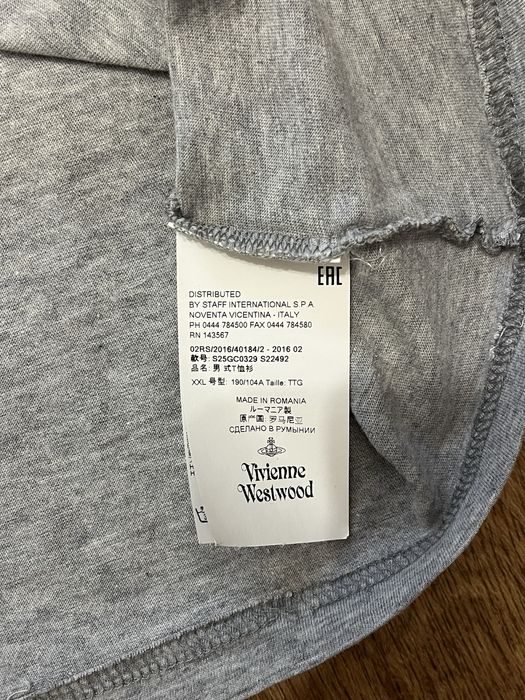 EAC
DISTRIBUTED
BY STAFF INTERNATIONAL S.P.A.
NOVENTA VICENTINA - ITALY
PH 0444 784500 FAX 0444 784580
RN 143567
02RS/2016/40184/2 - 2016 02
款号: S25GC0329 S22492
品名: 男式T恤衫
XXL 号型: 190/104A Taille: TTG
MADE IN ROMANIA
ルーマニア製
原产国: 罗马尼亚
СДЕЛАНО В РУМЫНИИ
Vivienne
Westwood